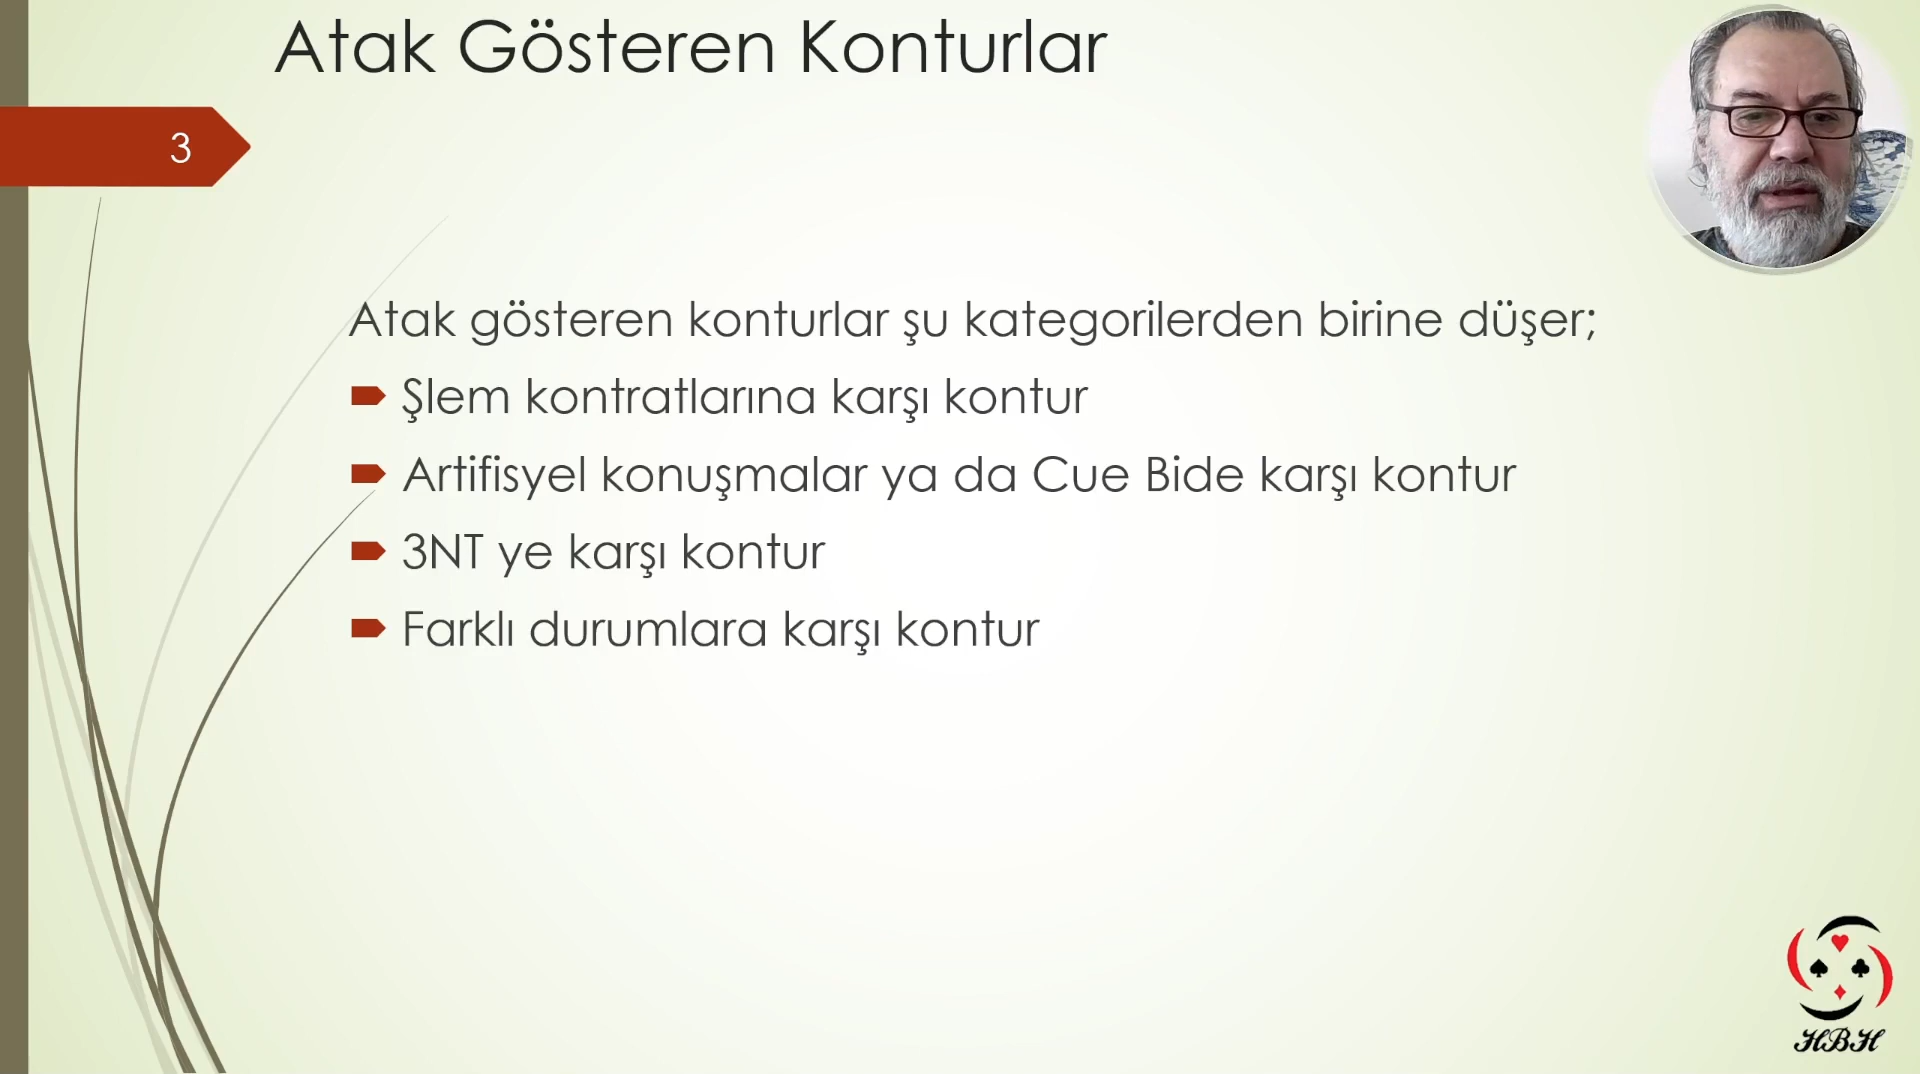 Atak Gösteren Konturlar
3
Atak gösteren konturlar şu kategorilerden birine düşer;
Şlem kontratlarına karşı kontur
Artifisyel konuşmalar ya da Cue Bide karşı kontur
3NT ye karşı kontur
Farklı durumlara karşı kontur
HBH